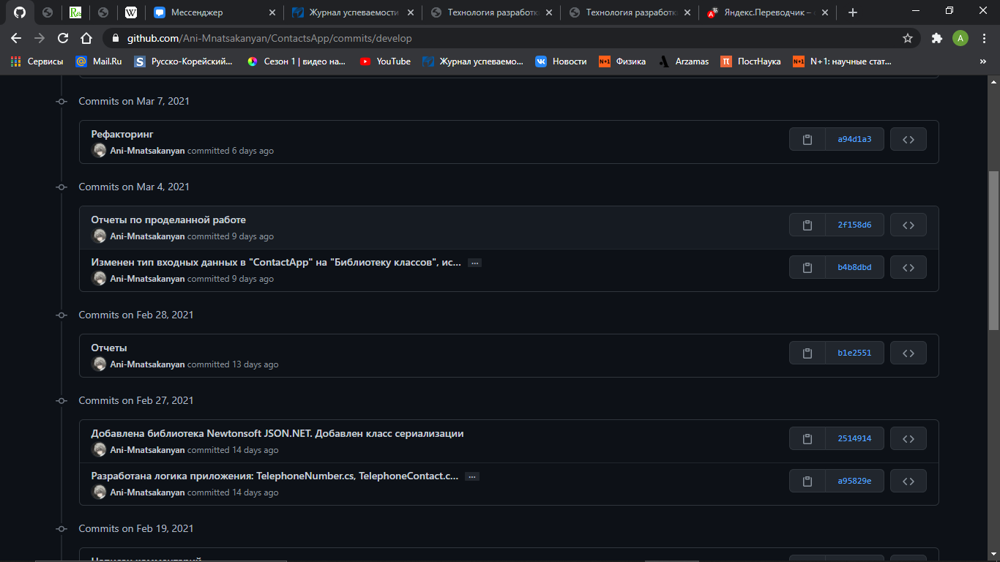 Мессенджер
Журнал успеваемости
Технология разработк
Технология разработк
Яндекс.Переводчик –
github.com/Ani-Mnatsakanyan/ContactsApp/commits/develop
A
Сервисы
Mail.Ru
Русско-Корейский...
Сезон 1 | видео на...
YouTube
Журнал успеваемо...
Новости
Физика
Arzamas
ПостНаука
N+1: научные стат...
Commits on Mar 7, 2021
Рефакторинг
a94d1a3
Ani-Mnatsakanyan committed 6 days ago
Commits on Mar 4, 2021
Отчеты по проделанной работе
2f158d6
Ani-Mnatsakanyan committed 9 days ago
Изменен тип входных данных в "ContactApp" на "Библиотеку классов", ис... ...
b4b8dbd
Ani-Mnatsakanyan committed 9 days ago
Commits on Feb 28, 2021
Отчеты
b1e2551
Ani-Mnatsakanyan committed 13 days ago
Commits on Feb 27, 2021
Добавлена библиотека Newtonsoft JSON.NET. Добавлен класс сериализации
2514914
Ani-Mnatsakanyan committed 14 days ago
Разработана логика приложения: TelephoneNumber.cs, TelephoneContact.c... ...
a95829e
Ani-Mnatsakanyan committed 14 days ago
Commits on Feb 19, 2021